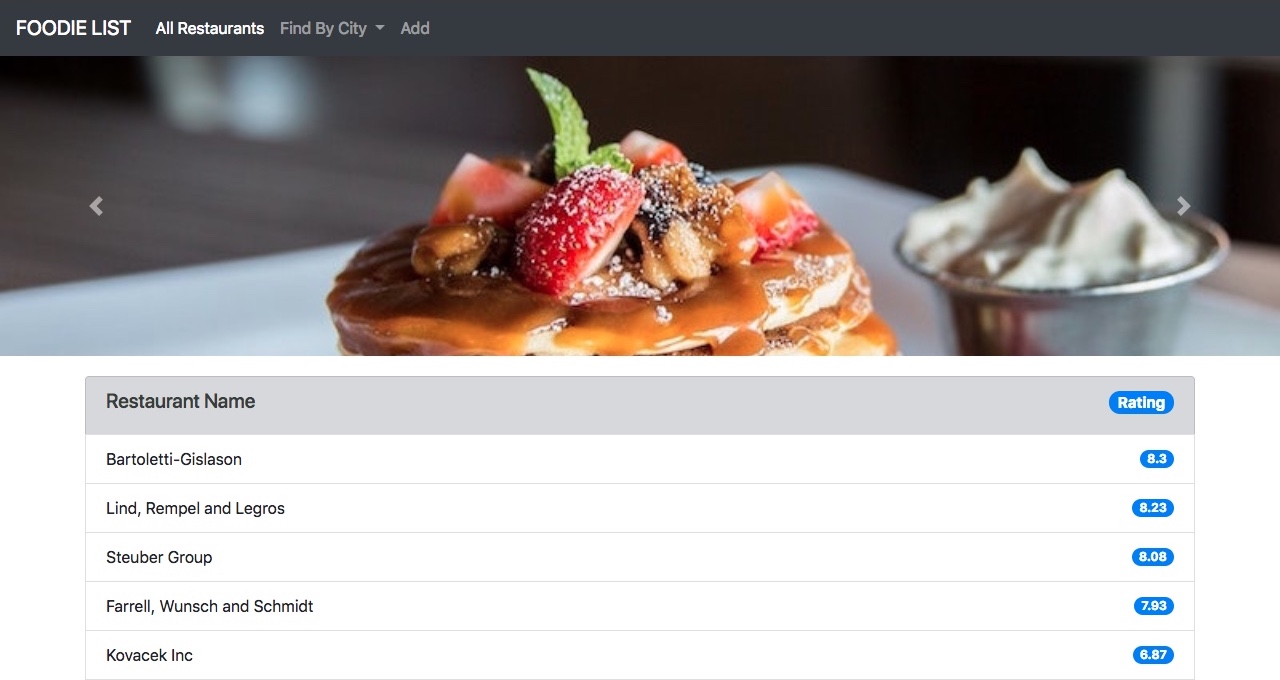 FOODIE LIST All Restaurants Find By City Add
Restaurant Name Rating
Bartoletti-Gislason 8.3
Lind, Rempel and Legros 8.23
Steuber Group 8.08
Farrell, Wunsch and Schmidt 7.93
Kovacek Inc 6.87